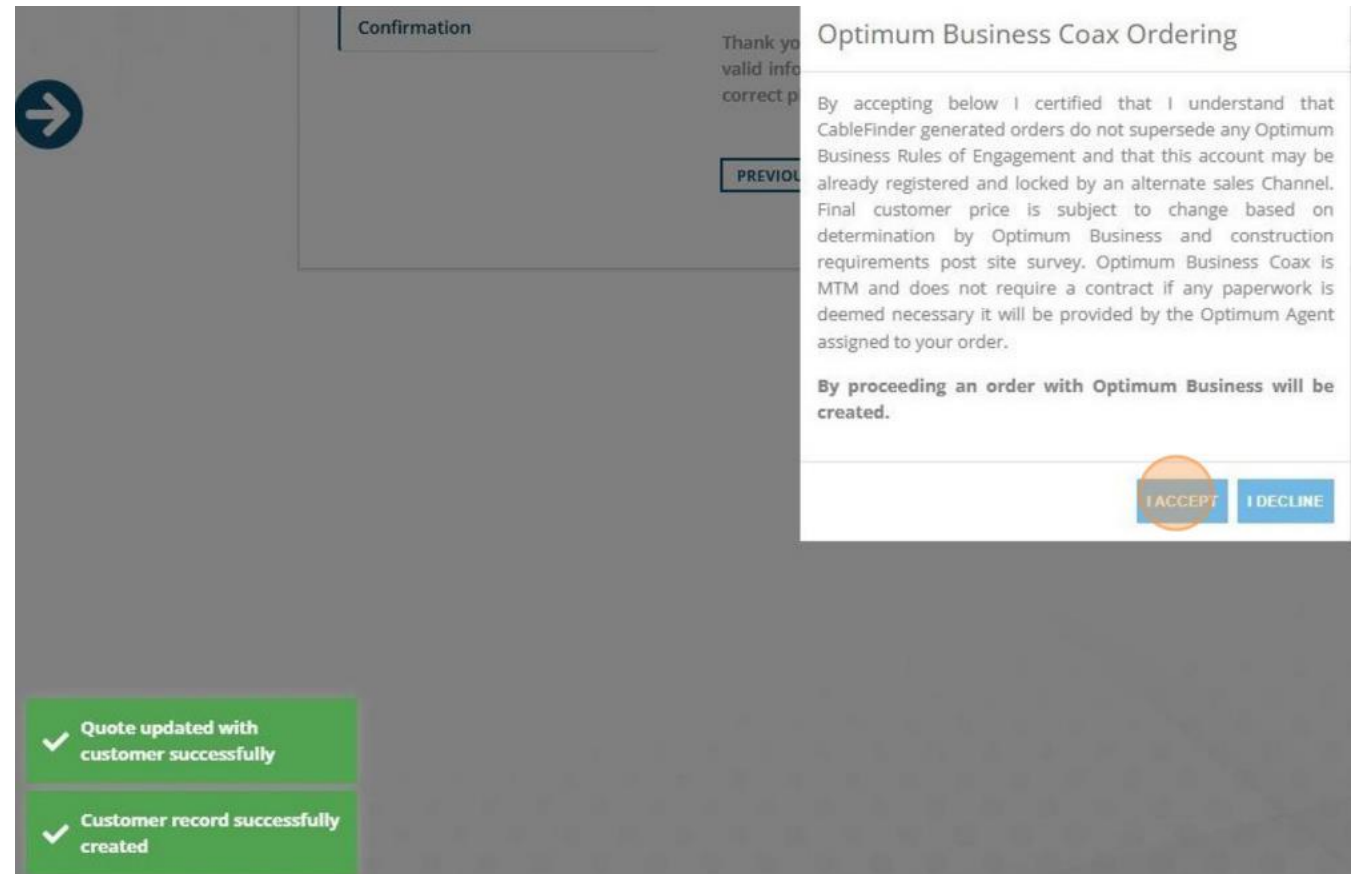 Confirmation
Thank yo
valid info
correct p
PREVIOU
Optimum Business Coax Ordering
By accepting below I certified that I understand that
CableFinder generated orders do not supersede any Optimum
Business Rules of Engagement and that this account may be
already registered and locked by an alternate sales Channel.
Final customer price is subject to change based on
determination by Optimum Business and construction
requirements post site survey. Optimum Business Coax is
MTM and does not require a contract if any paperwork is
deemed necessary it will be provided by the Optimum Agent
assigned to your order.
By proceeding an order with Optimum Business will be
created.
I ACCEPT
I DECLINE
Quote updated with
customer successfully
Customer record successfully
created